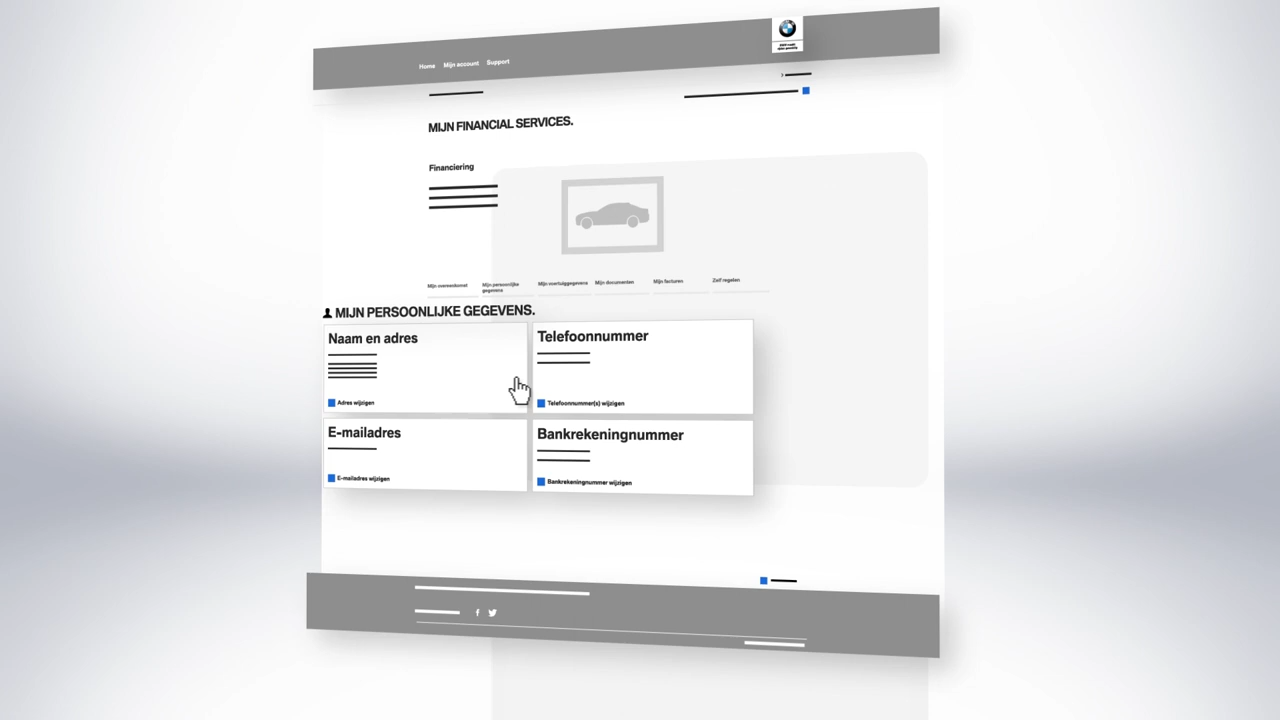 Home Mijn account Support
MIJN FINANCIAL SERVICES.
Financiering
Mijn overeenkomst Mijn persoonlijke gegevens Mijn voertuiggegevens Mijn documenten Mijn facturen Zelf regelen
MIJN PERSOONLIJKE GEGEVENS.
Naam en adres
Adres wijzigen
Telefoonnummer
Telefoonnummer(s) wijzigen
E-mailadres
E-mailadres wijzigen
Bankrekeningnummer
Bankrekeningnummer wijzigen